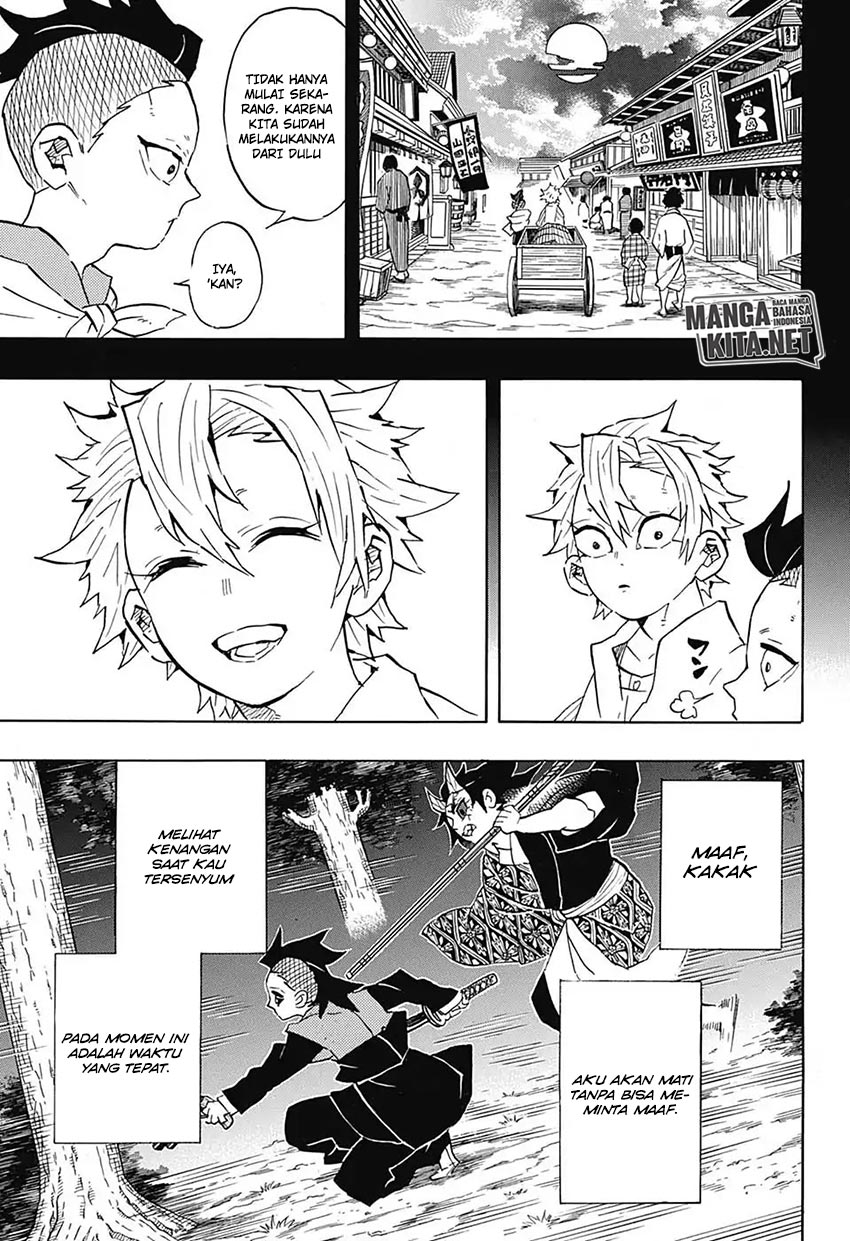 TIDAK HANYA
MULAI SEKA-
RANG. KARENA
KITA SUDAH
MELAKUKANNYA
DARI DULU
IYA,
'KAN?
MANGA
KITA.NET
BACA MANGA
BAHASA
INDONESIA
MAAF,
KAKAK
AKU AKAN MATI
TANPA BISA ME-
MINTA MAAF.
MELIHAT
KENANGAN
SAAT KAU
TERSENYUM
PADA MOMEN INI
ADALAH WAKTU
YANG TEPAT.